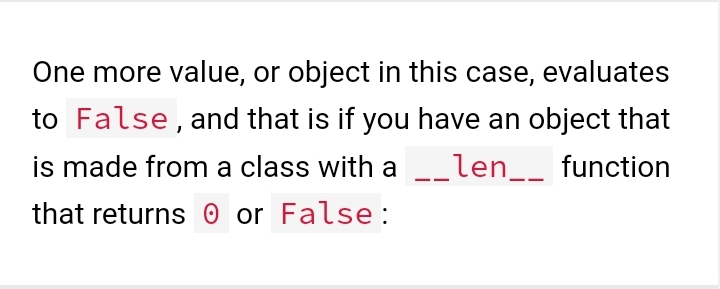 One more value, or object in this case, evaluates
to False, and that is if you have an object that
is made from a class with a __len__ function
that returns 0 or False: